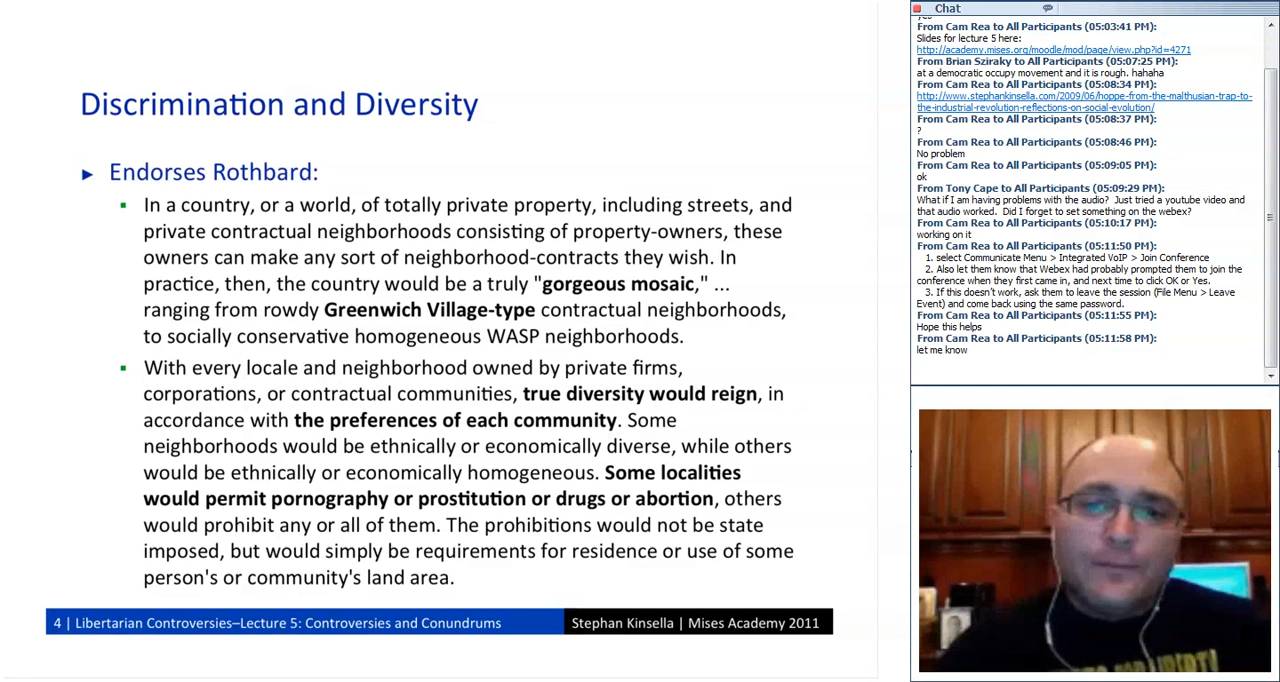 Discrimination and Diversity
► Endorses Rothbard:
▪ In a country, or a world, of totally private property, including streets, and
private contractual neighborhoods consisting of property-owners, these
owners can make any sort of neighborhood-contracts they wish. In
practice, then, the country would be a truly "gorgeous mosaic," ...
ranging from rowdy Greenwich Village-type contractual neighborhoods,
to socially conservative homogeneous WASP neighborhoods.
▪ With every locale and neighborhood owned by private firms,
corporations, or contractual communities, true diversity would reign, in
accordance with the preferences of each community. Some
neighborhoods would be ethnically or economically diverse, while others
would be ethnically or economically homogeneous. Some localities
would permit pornography or prostitution or drugs or abortion, others
would prohibit any or all of them. The prohibitions would not be state
imposed, but would simply be requirements for residence or use of some
person's or community's land area.
4 | Libertarian Controversies–Lecture 5: Controversies and Conundrums
Stephan Kinsella | Mises Academy 2011
Chat
yes
From Cam Rea to All Participants (05:03:41 PM):
Slides for lecture 5 here:
http://academy.mises.org/moodle/mod/page/view.php?id=4271
From Brian Sziraky to All Participants (05:07:25 PM):
at a democratic occupy movement and it is rough. hahaha
From Cam Rea to All Participants (05:08:34 PM):
http://www.stephankinsella.com/2009/06/hoppe-from-the-malthusian-trap-to-
the-industrial-revolution-reflections-on-social-evolution/
From Cam Rea to All Participants (05:08:37 PM):
?
From Cam Rea to All Participants (05:08:46 PM):
No problem
From Cam Rea to All Participants (05:09:05 PM):
ok
From Tony Cape to All Participants (05:09:29 PM):
What if I am having problems with the audio? Just tried a youtube video and
that audio worked. Did I forget to set something on the webex?
From Cam Rea to All Participants (05:10:17 PM):
working on it
From Cam Rea to All Participants (05:11:50 PM):
1. select Communicate Menu > Integrated VoIP > Join Conference
2. Also let them know that Webex had probably prompted them to join the
conference when they first came in, and next time to click OK or Yes.
3. If this doesn't work, ask them to leave the session (File Menu > Leave
Event) and come back using the same password.
From Cam Rea to All Participants (05:11:55 PM):
Hope this helps
From Cam Rea to All Participants (05:11:58 PM):
let me know